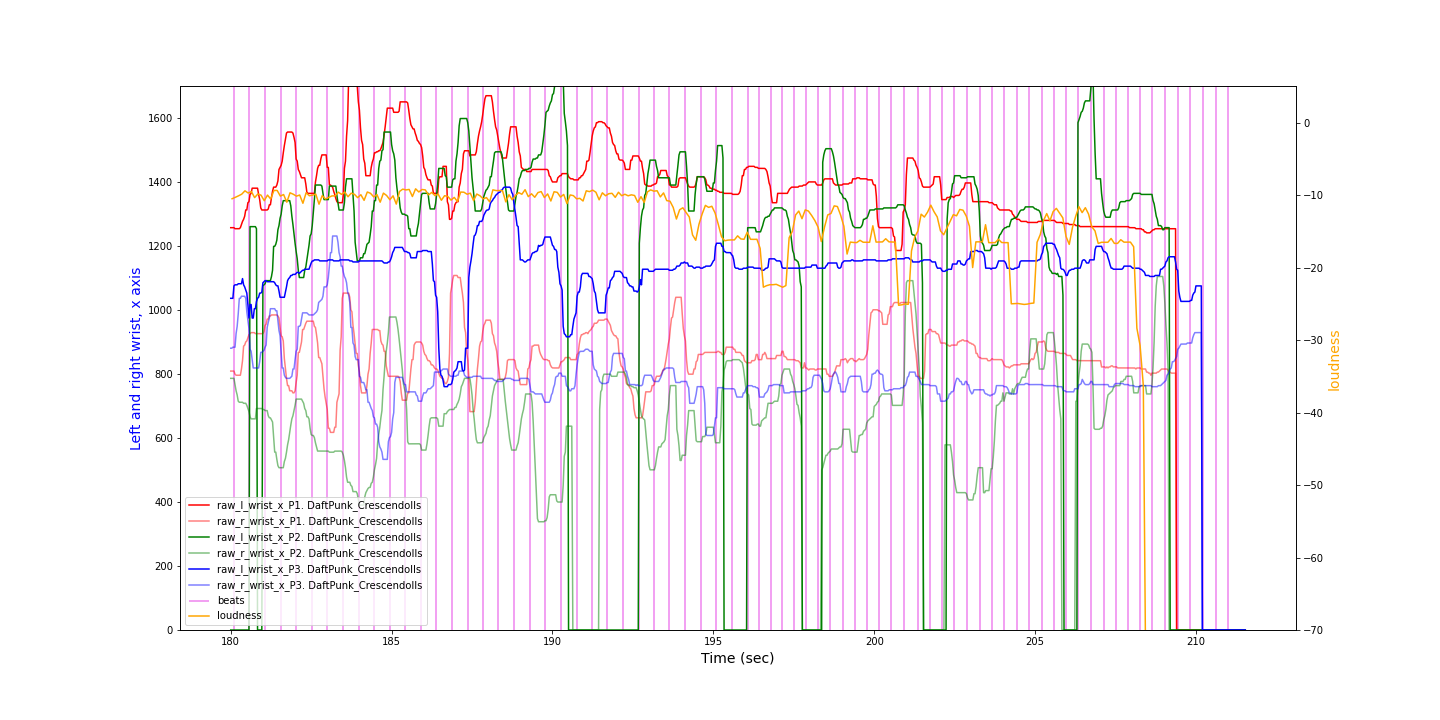 1600
1400
1200
1000
800
600
400
200
0
Left and right wrist, x axis
0
−10
−20
−30
−40
−50
−60
−70
loudness
raw_l_wrist_x_P1. DaftPunk_Crescendolls
raw_r_wrist_x_P1. DaftPunk_Crescendolls
raw_l_wrist_x_P2. DaftPunk_Crescendolls
raw_r_wrist_x_P2. DaftPunk_Crescendolls
raw_l_wrist_x_P3. DaftPunk_Crescendolls
raw_r_wrist_x_P3. DaftPunk_Crescendolls
beats
loudness
180 185 190 195 200 205 210
Time (sec)